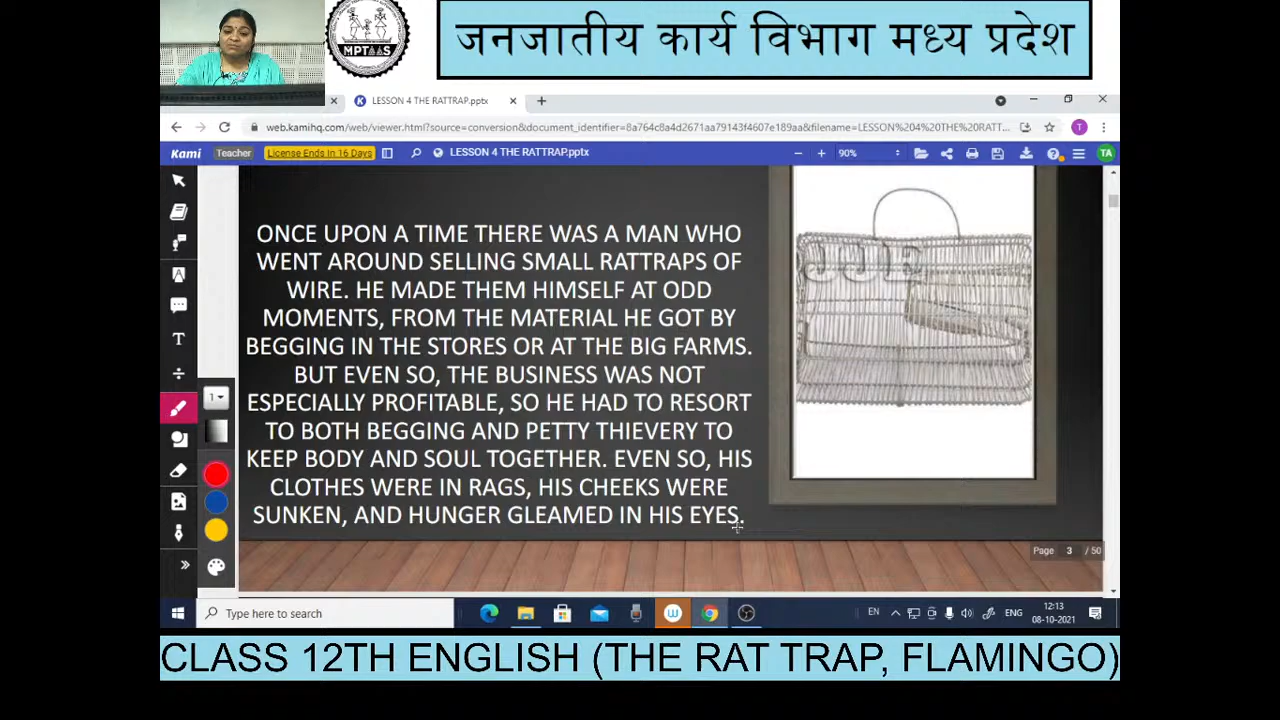 MPTAAS
जनजातीय कार्य विभाग मध्य प्रदेश
LESSON 4 THE RATTRAP.pptx
web.kamihq.com/web/viewer.html?source=conversion&document_identifier=8a764c8a4d2671aa79143f4607e189aa&filename=LESSON%204%20THE%20RATT...
Kami Teacher License Ends In 16 Days LESSON 4 THE RATTRAP.pptx 90% TA
T
ONCE UPON A TIME THERE WAS A MAN WHO
WENT AROUND SELLING SMALL RATTRAPS OF
WIRE. HE MADE THEM HIMSELF AT ODD
MOMENTS, FROM THE MATERIAL HE GOT BY
BEGGING IN THE STORES OR AT THE BIG FARMS.
BUT EVEN SO, THE BUSINESS WAS NOT
ESPECIALLY PROFITABLE, SO HE HAD TO RESORT
TO BOTH BEGGING AND PETTY THIEVERY TO
KEEP BODY AND SOUL TOGETHER. EVEN SO, HIS
CLOTHES WERE IN RAGS, HIS CHEEKS WERE
SUNKEN, AND HUNGER GLEAMED IN HIS EYES.
JJE
1
Page 3 / 50
Type here to search
EN
ENG
12:13
08-10-2021
CLASS 12TH ENGLISH (THE RAT TRAP, FLAMINGO)